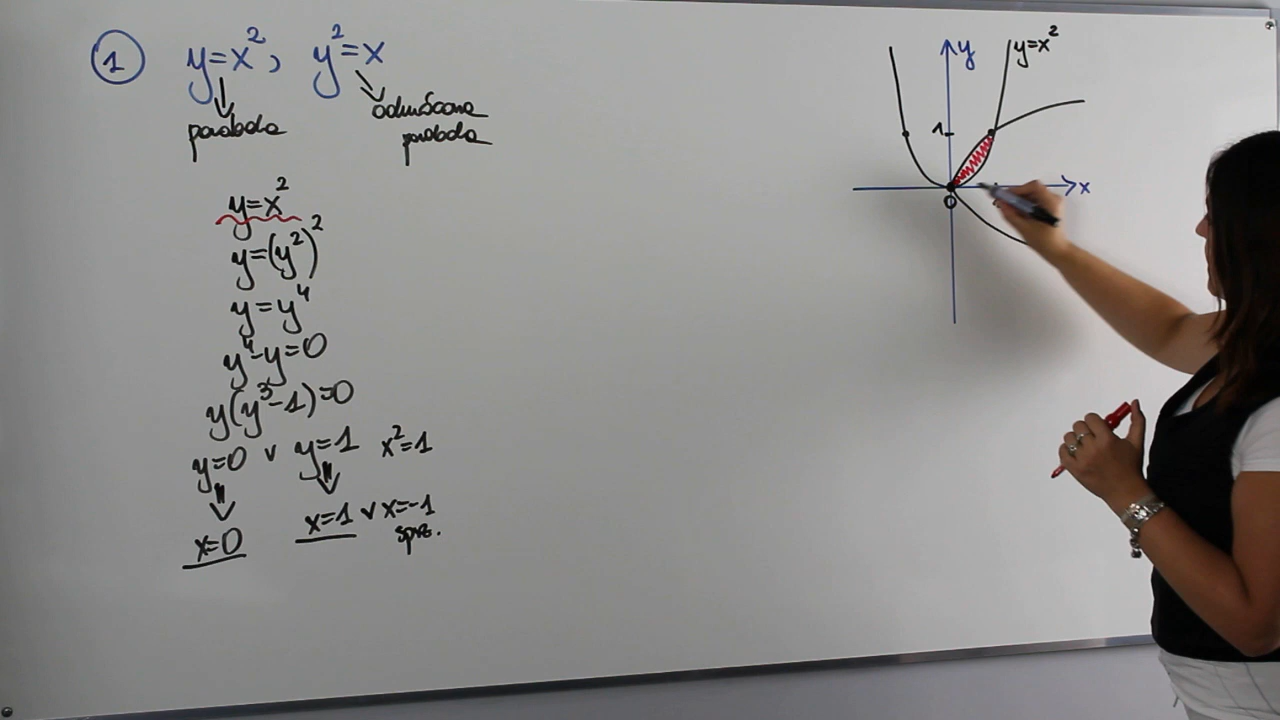 1 y=x², y²=x
parabola odwrócona
parabola
y=x²
y=(y²)²
y=y⁴
y⁴-y=0
y(y³-1)=0
y=0 ∨ y=1 x²=1
x=0 x=1 ∨ x=-1
sprz.
y
y=x²
1
x
0